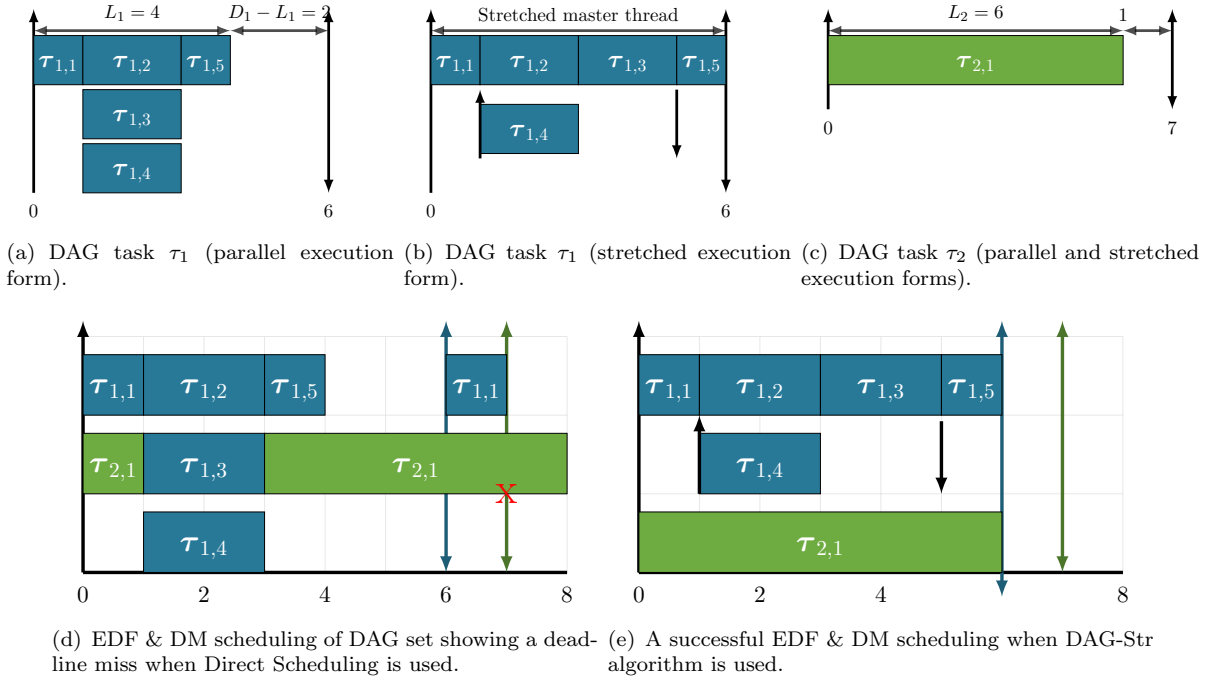 L₁ = 4
D₁ − L₁ = 2
τ₁,₁ τ₁,₂ τ₁,₅
τ₁,₃
τ₁,₄
0 6
Stretched master thread
τ₁,₁ τ₁,₂ τ₁,₃ τ₁,₅
τ₁,₄
0 6
L₂ = 6 1
τ₂,₁
0 7
(a) DAG task τ₁ (parallel execution
form).
(b) DAG task τ₁ (stretched execution
form).
(c) DAG task τ₂ (parallel and stretched
execution forms).
τ₁,₁ τ₁,₂ τ₁,₅ τ₁,₁
τ₂,₁ τ₁,₃ τ₂,₁
X
τ₁,₄
0 2 4 6 8
τ₁,₁ τ₁,₂ τ₁,₃ τ₁,₅
τ₁,₄
τ₂,₁
0 2 4 6 8
(d) EDF & DM scheduling of DAG set showing a dead-
line miss when Direct Scheduling is used.
(e) A successful EDF & DM scheduling when DAG-Str
algorithm is used.